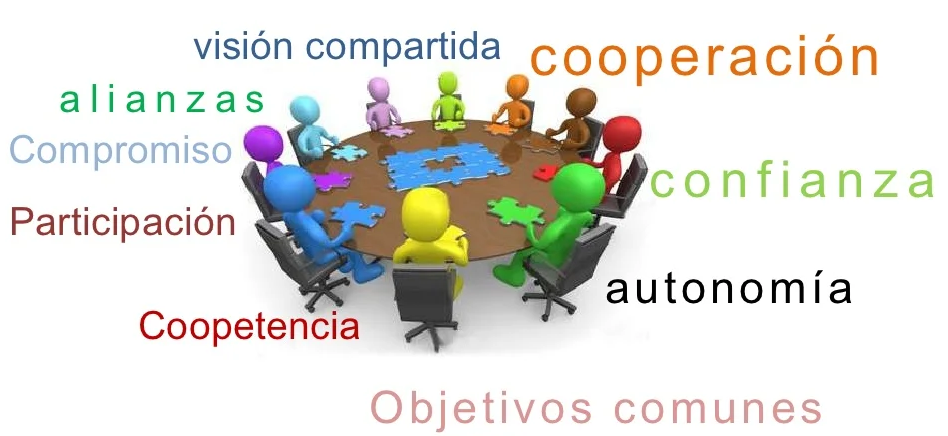 visión compartida
cooperación
alianzas
Compromiso
confianza
Participación
autonomía
Coopetencia
Objetivos comunes